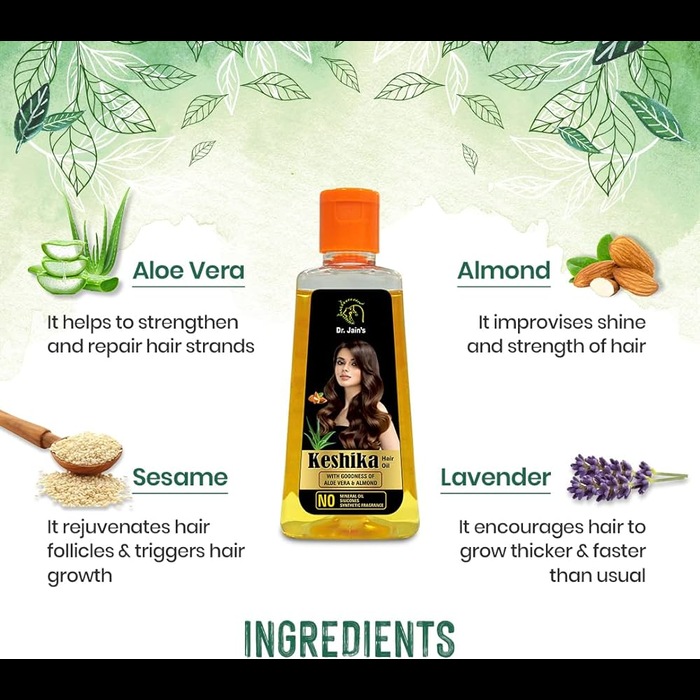 Aloe Vera
It helps to strengthen
and repair hair strands
Almond
It improvises shine
and strength of hair
Dr. Jain's
Keshika Hair
Oil
WITH GOODNESS OF
ALOE VERA & ALMOND
NO MINERAL OIL
SILICONES
SYNTHETIC FRAGRANCE
Sesame
It rejuvenates hair
follicles & triggers hair
growth
Lavender
It encourages hair to
grow thicker & faster
than usual
INGREDIENTS